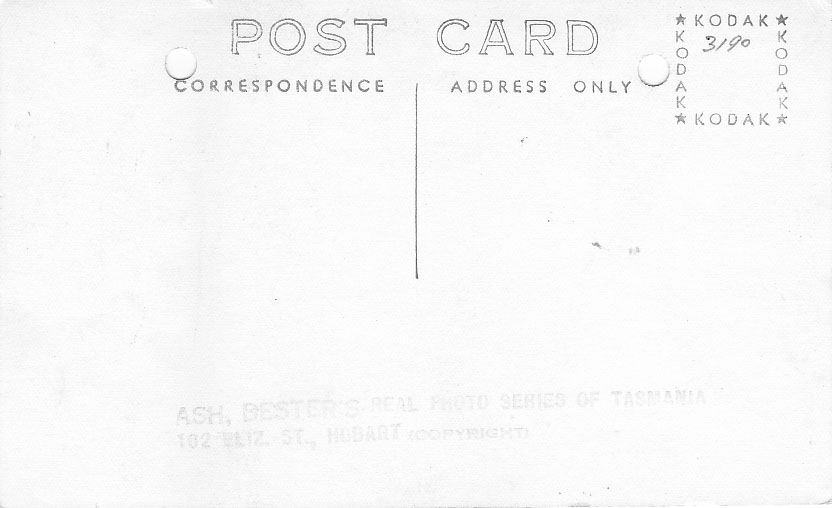 POST CARD
CORRESPONDENCE
ADDRESS ONLY
★KODAK★
KODAK
KODAK
★KODAK★
3190
ASH, BESTER'S REAL PHOTO SERIES OF TASMANIA
102 ELIZ. ST., HOBART (COPYRIGHT)